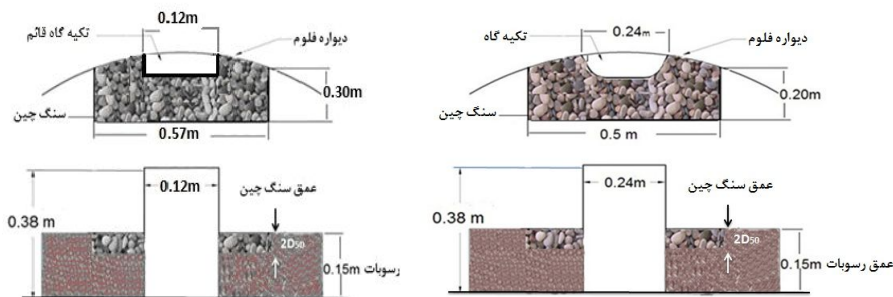 0.12m
تکیه گاه قائم
دیواره فلوم
0.30m
سنگ چین
0.57m
0.24m
تکیه گاه
دیواره فلوم
0.20m
سنگ چین
0.5 m
0.12m
عمق سنگ چین
0.38 m
2D50
0.15m
عمق رسوبات
0.24m
عمق سنگ چین
0.38 m
2D50
0.15m
عمق رسوبات